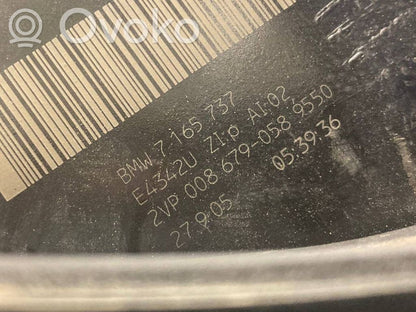 Ovoko
BMW 7 165 737
E4342U ZI:0 AI:02
2VP 008 679-058 9550
27.9.05 05:39:36